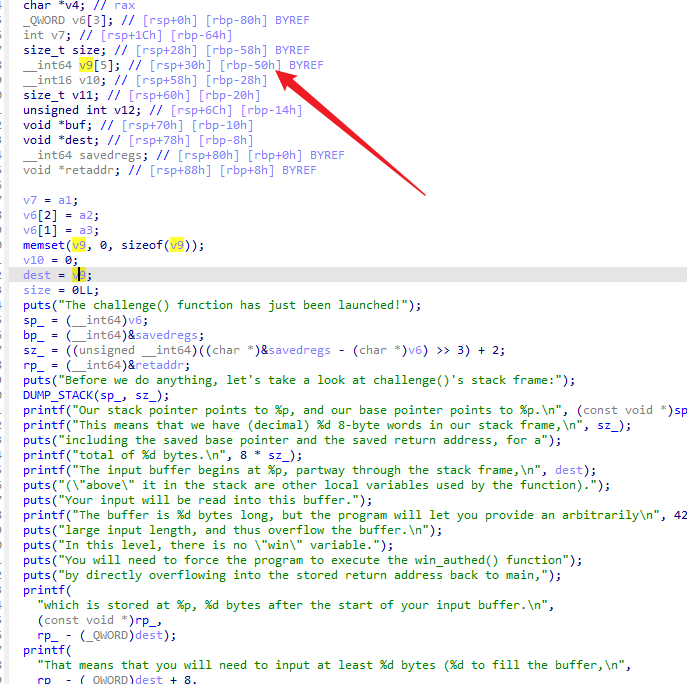 char *v4; // rax
_QWORD v6[3]; // [rsp+0h] [rbp-80h] BYREF
int v7; // [rsp+1Ch] [rbp-64h]
size_t size; // [rsp+28h] [rbp-58h] BYREF
__int64 v9[5]; // [rsp+30h] [rbp-50h] BYREF
__int16 v10; // [rsp+58h] [rbp-28h]
size_t v11; // [rsp+60h] [rbp-20h]
unsigned int v12; // [rsp+6Ch] [rbp-14h]
void *buf; // [rsp+70h] [rbp-10h]
void *dest; // [rsp+78h] [rbp-8h]
__int64 savedregs; // [rsp+80h] [rbp+0h] BYREF
void *retaddr; // [rsp+88h] [rbp+8h] BYREF
v7 = a1;
v6[2] = a2;
v6[1] = a3;
memset(v9, 0, sizeof(v9));
v10 = 0;
dest = v9;
size = 0LL;
puts("The challenge() function has just been launched!");
sp_ = (__int64)v6;
bp_ = (__int64)&savedregs;
sz_ = ((unsigned __int64)((char *)&savedregs - (char *)v6) >> 3) + 2;
rp_ = (__int64)&retaddr;
puts("Before we do anything, let's take a look at challenge()'s stack frame:");
DUMP_STACK(sp_, sz_);
printf("Our stack pointer points to %p, and our base pointer points to %p.\n", (const void *)sp
printf("This means that we have (decimal) %d 8-byte words in our stack frame,\n", sz_);
puts("including the saved base pointer and the saved return address, for a");
printf("total of %d bytes.\n", 8 * sz_);
printf("The input buffer begins at %p, partway through the stack frame,\n", dest);
puts("(\"above\" it in the stack are other local variables used by the function).");
puts("Your input will be read into this buffer.");
printf("The buffer is %d bytes long, but the program will let you provide an arbitrarily\n", 42
puts("large input length, and thus overflow the buffer.\n");
puts("In this level, there is no \"win\" variable.");
puts("You will need to force the program to execute the win_authed() function");
puts("by directly overflowing into the stored return address back to main,");
printf(
"which is stored at %p, %d bytes after the start of your input buffer.\n",
(const void *)rp_,
rp_ - (_QWORD)dest);
printf(
"That means that you will need to input at least %d bytes (%d to fill the buffer,\n",
rp_ - (_QWORD)dest + 8,